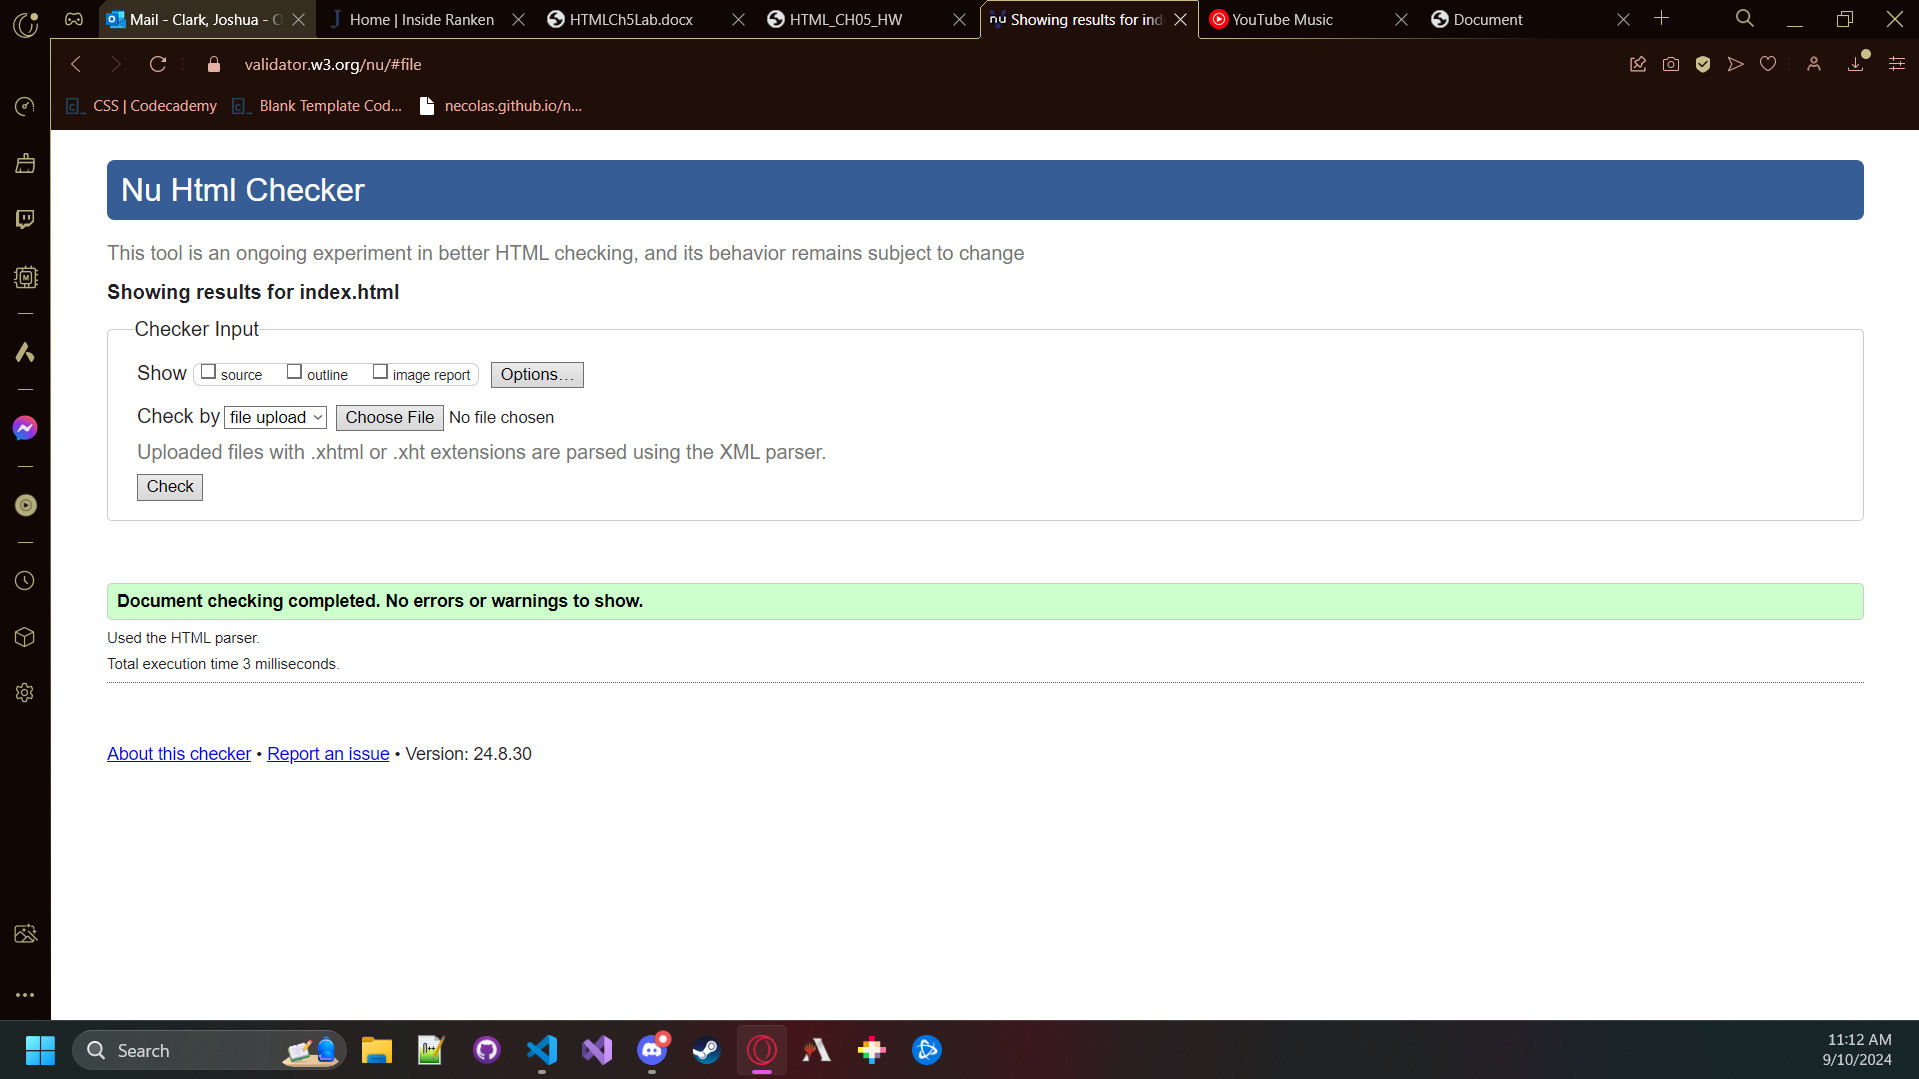 Mail - Clark, Joshua - O
Home | Inside Ranken
HTMLCh5Lab.docx
HTML_CH05_HW
nu Showing results for ind
YouTube Music
Document
validator.w3.org/nu/#file
CSS | Codecademy
Blank Template Cod...
necolas.github.io/n...
Nu Html Checker
This tool is an ongoing experiment in better HTML checking, and its behavior remains subject to change
Showing results for index.html
Checker Input
Show source outline image report Options...
Check by file upload Choose File No file chosen
Uploaded files with .xhtml or .xht extensions are parsed using the XML parser.
Check
Document checking completed. No errors or warnings to show.
Used the HTML parser.
Total execution time 3 milliseconds.
About this checker • Report an issue • Version: 24.8.30
Search
11:12 AM
9/10/2024